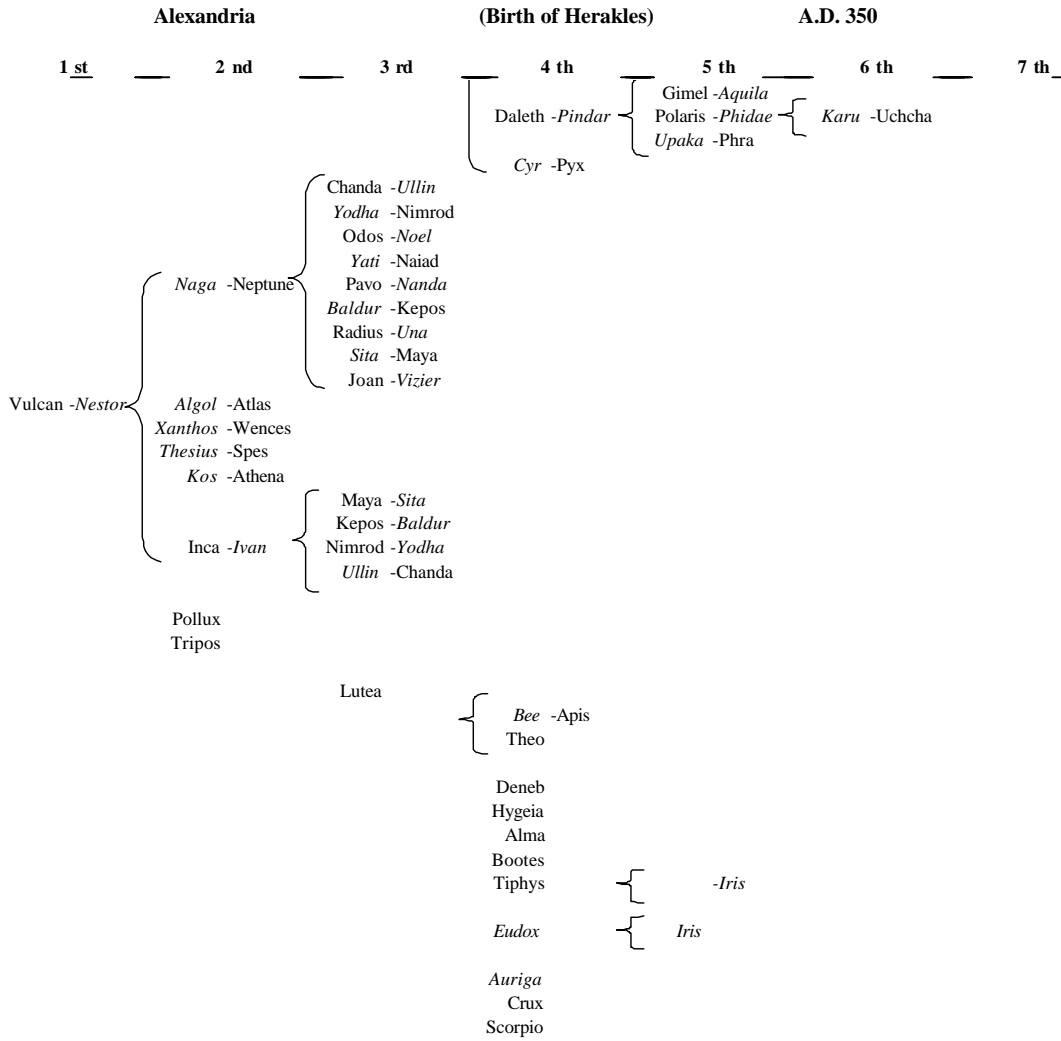 Alexandria (Birth of Herakles) A.D. 350
1 st 2 nd 3 rd 4 th 5 th 6 th 7 th
Gimel -Aquila
Daleth -Pindar Polaris -Phidae Karu -Uchcha
Upaka -Phra
Cyr -Pyx
Chanda -Ullin
Yodha -Nimrod
Odos -Noel
Yati -Naiad
Naga -Neptune Pavo -Nanda
Baldur -Kepos
Radius -Una
Sita -Maya
Joan -Vizier
Vulcan -Nestor Algol -Atlas
Xanthos -Wences
Thesius -Spes
Kos -Athena
Maya -Sita
Kepos -Baldur
Inca -Ivan Nimrod -Yodha
Ullin -Chanda
Pollux
Tripos
Lutea
Bee -Apis
Theo
Deneb
Hygeia
Alma
Bootes
Tiphys -Iris
Eudox Iris
Auriga
Crux
Scorpio